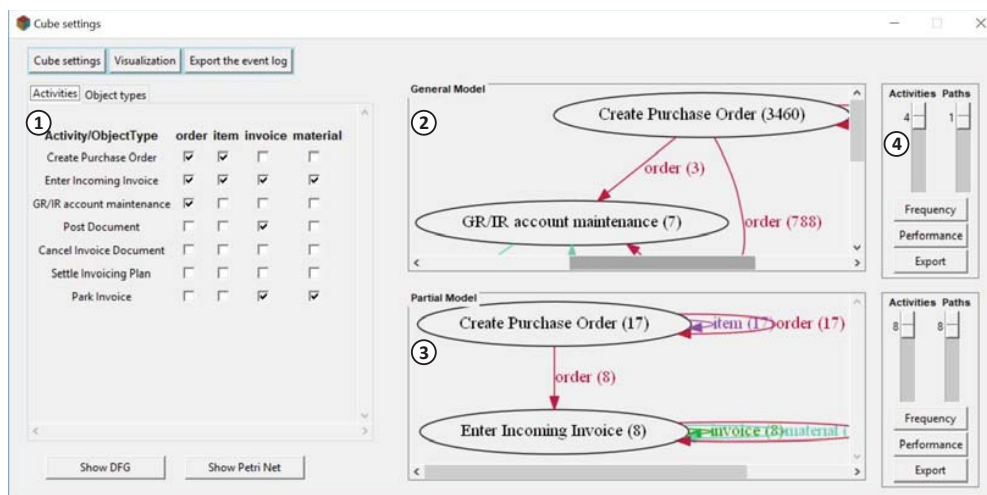 Cube settings
Cube settings Visualization Export the event log
Activities Object types
①
Activity/ObjectType order item invoice material
Create Purchase Order
Enter Incoming Invoice
GR/IR account maintenance
Post Document
Cancel Invoice Document
Settle Invoicing Plan
Park Invoice
Show DFG Show Petri Net
General Model
②
Create Purchase Order (3460)
order (3)
GR/IR account maintenance (7) order (788)
Activities Paths
4 1
④
Frequency
Performance
Export
Partial Model
Create Purchase Order (17) item (17) order (17)
③
order (8)
Enter Incoming Invoice (8) invoice (8) material (
Activities Paths
8 8
Frequency
Performance
Export